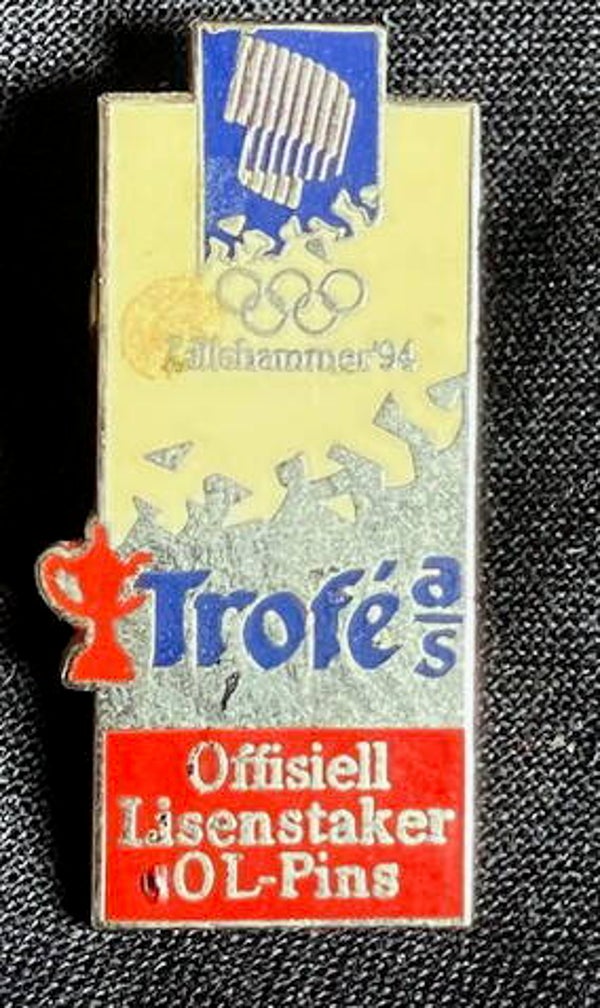 Lillehammer'94
Trofé a/s
Offisiell
Lisenstaker
OL-Pins